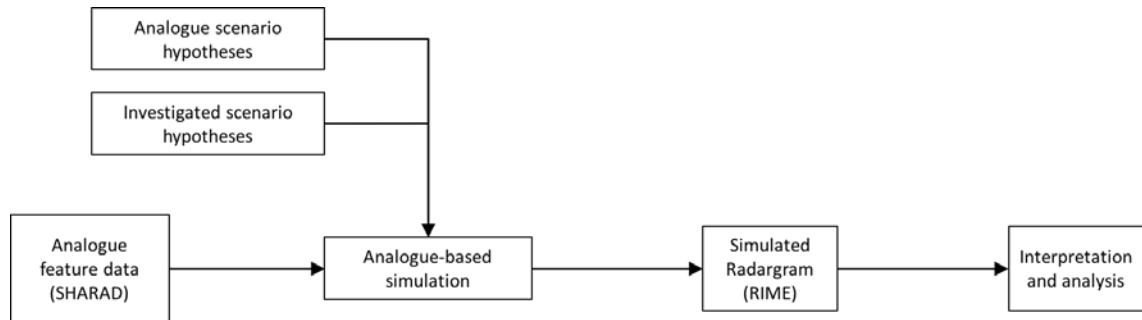 Analogue scenario
hypotheses
Investigated scenario
hypotheses
Analogue
feature data
(SHARAD)
Analogue-based
simulation
Simulated
Radargram
(RIME)
Interpretation
and analysis